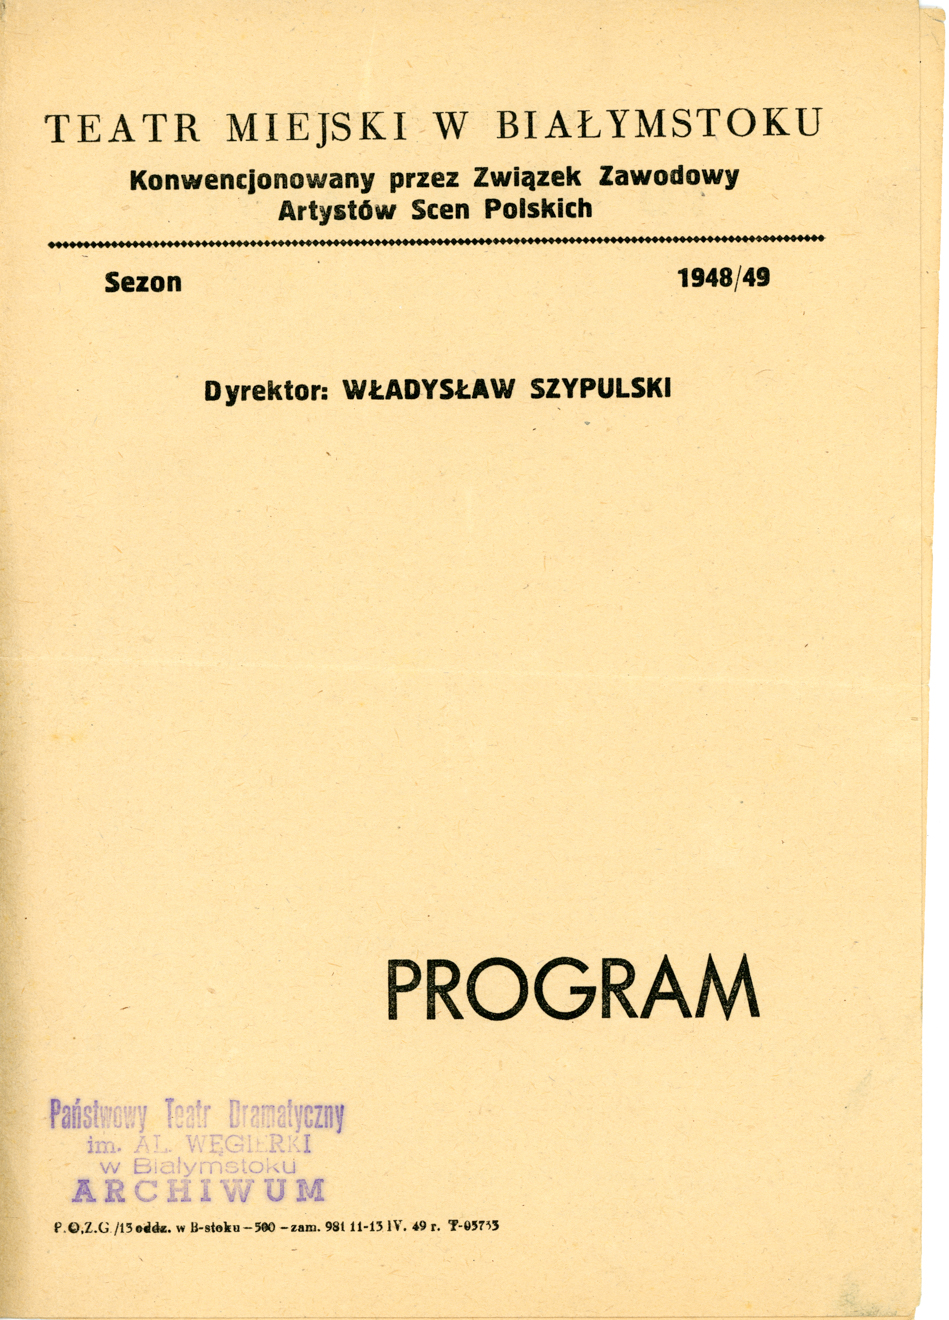 TEATR MIEJSKI W BIAŁYMSTOKU
Konwencjonowany przez Związek Zawodowy
Artystów Scen Polskich
Sezon 1948/49
Dyrektor: WŁADYSŁAW SZYPULSKI
PROGRAM
Państwowy Teatr Dramatyczny
im. AL. WĘGIERKI
w Białymstoku
ARCHIWUM
P.O.Z.G./13 oddz. w B-stoku – 500 – zam. 981 11-13 IV. 49 r.